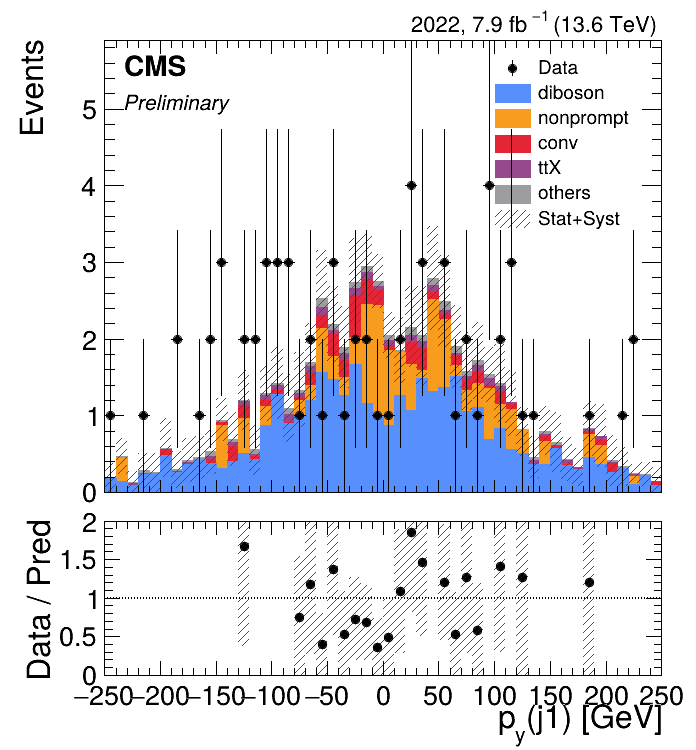 2022, 7.9 fb⁻¹ (13.6 TeV)
CMS
Preliminary
Events
Data
diboson
nonprompt
conv
ttX
others
Stat+Syst
5
4
3
2
1
0
Data / Pred
2
1.5
1
0.5
0
−250 −200 −150 −100 −50 0 50 100 150 200 250
p_y(j1) [GeV]